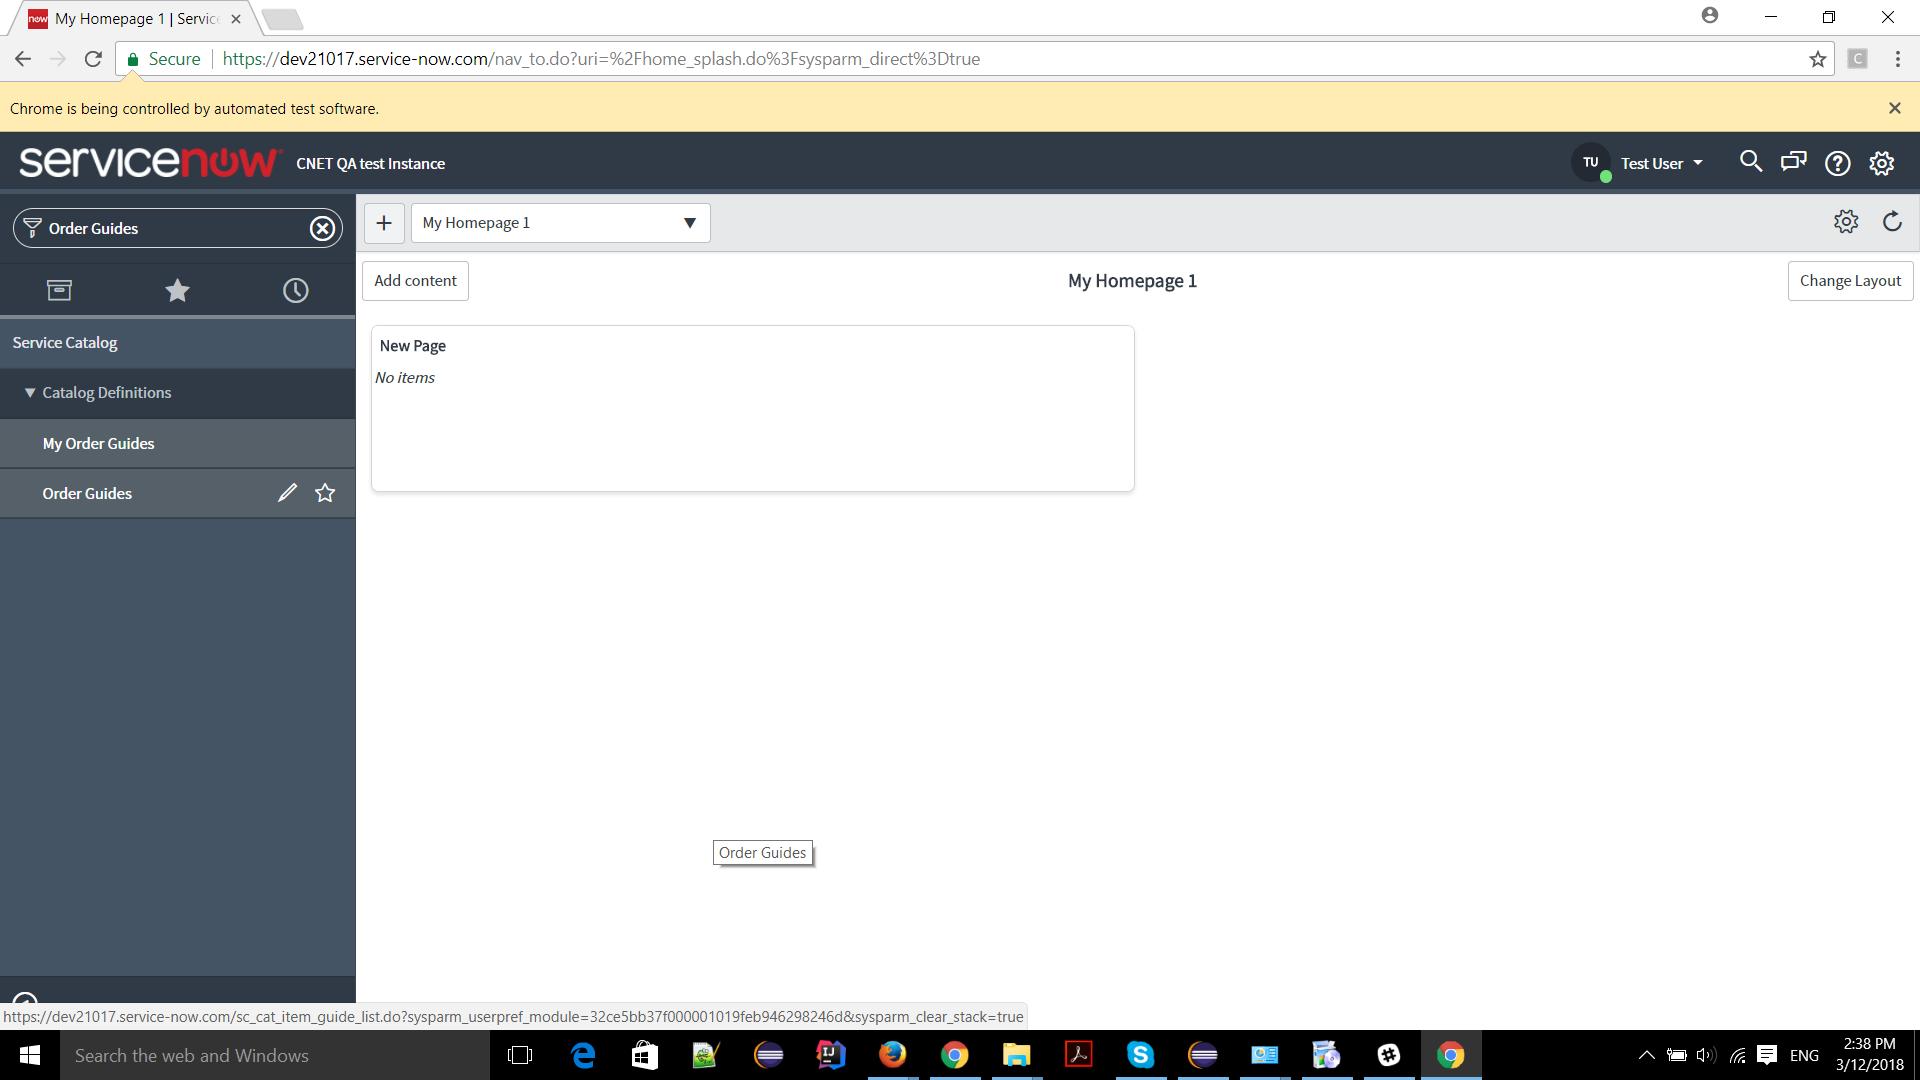 now My Homepage 1 | Service
Secure https://dev21017.service-now.com/nav_to.do?uri=%2Fhome_splash.do%3Fsysparm_direct%3Dtrue
C
Chrome is being controlled by automated test software.
servicenow CNET QA test Instance
TU Test User
Order Guides
My Homepage 1
Add content
My Homepage 1
Change Layout
Service Catalog
New Page
No items
Catalog Definitions
My Order Guides
Order Guides
Order Guides
https://dev21017.service-now.com/sc_cat_item_guide_list.do?sysparm_userpref_module=32ce5bb37f000001019feb946298246d&sysparm_clear_stack=true
Search the web and Windows
ENG
2:38 PM
3/12/2018